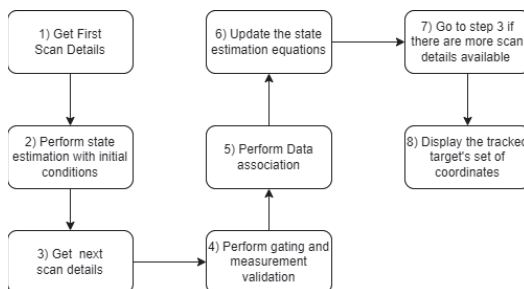 1) Get First
Scan Details
2) Perform state
estimation with initial
conditions
3) Get next
scan details
4) Perform gating and
measurement
validation
5) Perform Data
association
6) Update the state
estimation equations
7) Go to step 3 if
there are more scan
details available
8) Display the tracked
target's set of
coordinates